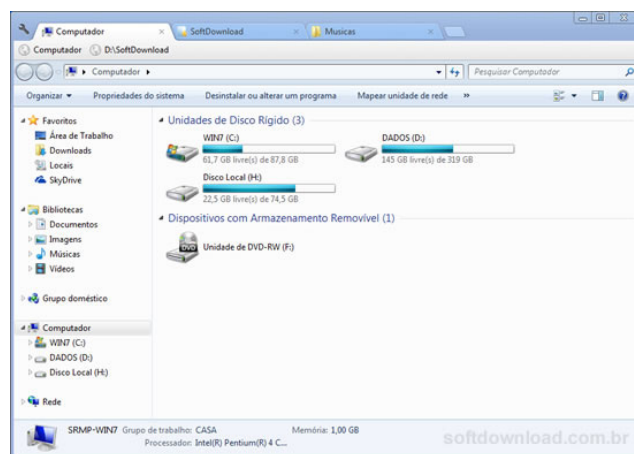 Computador
SoftDownload
Musicas
Computador D:\SoftDownload
Computador
Pesquisar Computador
Organizar Propriedades do sistema Desinstalar ou alterar um programa Mapear unidade de rede »
Favoritos
Área de Trabalho
Downloads
Locais
SkyDrive
Bibliotecas
Documentos
Imagens
Músicas
Vídeos
Grupo doméstico
Computador
WIN7 (C:)
DADOS (D:)
Disco Local (H:)
Rede
Unidades de Disco Rígido (3)
WIN7 (C:)
61,7 GB livre(s) de 87,8 GB
DADOS (D:)
145 GB livre(s) de 319 GB
Disco Local (H:)
22,5 GB livre(s) de 74,5 GB
Dispositivos com Armazenamento Removível (1)
DVD
Unidade de DVD-RW (F:)
SRMP-WIN7 Grupo de trabalho: CASA Memória: 1,00 GB
Processador: Intel(R) Pentium(R) 4 C...
softdownload.com.br